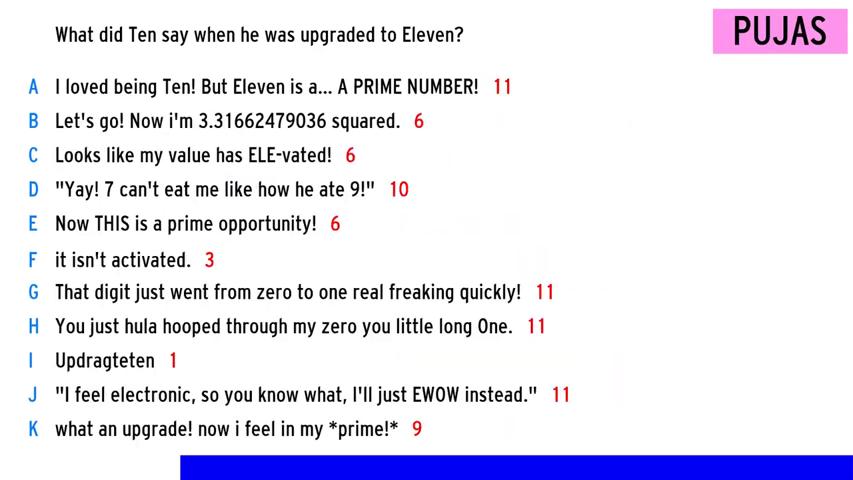 What did Ten say when he was upgraded to Eleven?
PUJAS
A I loved being Ten! But Eleven is a... A PRIME NUMBER! 11
B Let's go! Now i'm 3.31662479036 squared. 6
C Looks like my value has ELE-vated! 6
D "Yay! 7 can't eat me like how he ate 9!" 10
E Now THIS is a prime opportunity! 6
F it isn't activated. 3
G That digit just went from zero to one real freaking quickly! 11
H You just hula hooped through my zero you little long One. 11
I Updragteten 1
J "I feel electronic, so you know what, I'll just EWOW instead." 11
K what an upgrade! now i feel in my *prime!* 9